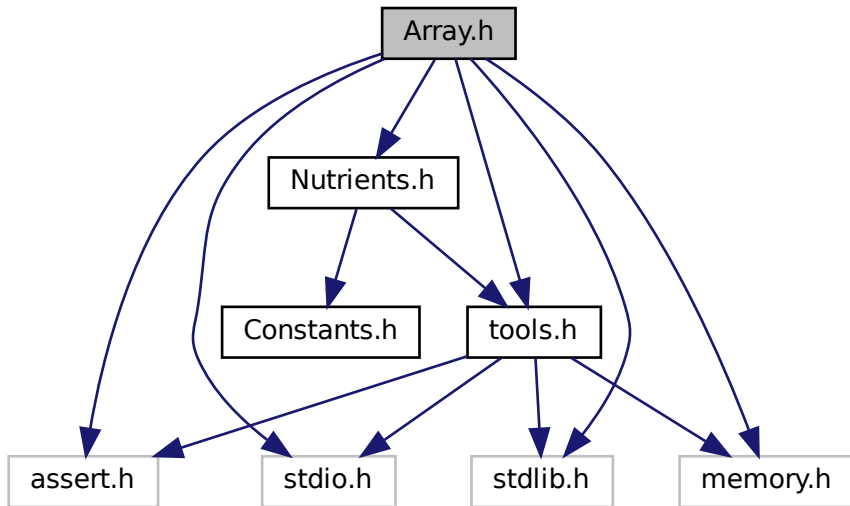 Array.h
Nutrients.h
Constants.h
tools.h
assert.h
stdio.h
stdlib.h
memory.h